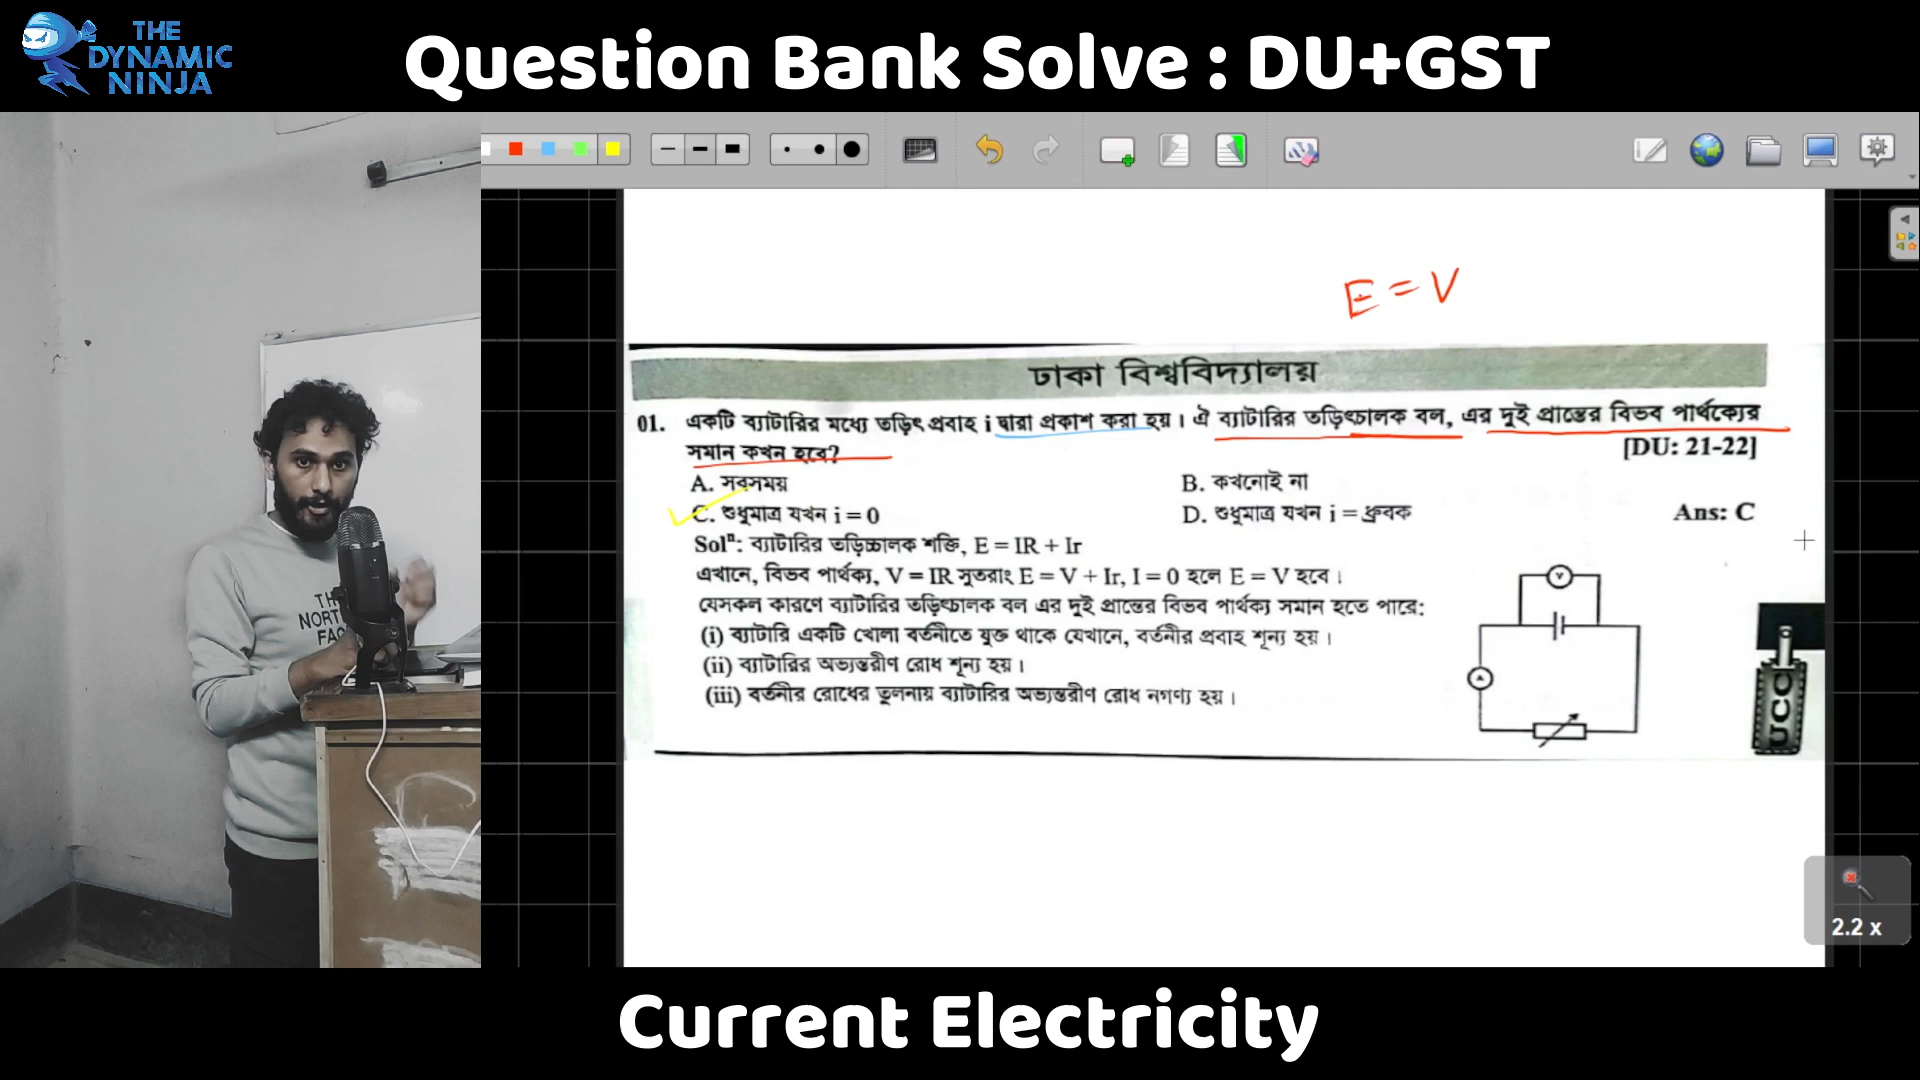 THE
DYNAMIC
NINJA
Question Bank Solve : DU+GST
E = V
ঢাকা বিশ্ববিদ্যালয়
01. একটি ব্যাটারির মধ্যে তড়িৎ প্রবাহ i দ্বারা প্রকাশ করা হয়। ঐ ব্যাটারির তড়িৎচালক বল, এর দুই প্রান্তের বিভব পার্থক্যের
সমান কখন হবে? [DU: 21-22]
A. সবসময় B. কখনোই না
C. শুধুমাত্র যখন i = 0 D. শুধুমাত্র যখন i = ধ্রুবক Ans: C
Solⁿ: ব্যাটারির তড়িচ্চালক শক্তি, E = IR + Ir
এখানে, বিভব পার্থক্য, V = IR সুতরাং E = V + Ir, I = 0 হলে E = V হবে।
যেসকল কারণে ব্যাটারির তড়িৎচালক বল এর দুই প্রান্তের বিভব পার্থক্য সমান হতে পারে:
(i) ব্যাটারি একটি খোলা বর্তনীতে যুক্ত থাকে যেখানে, বর্তনীর প্রবাহ শূন্য হয়।
(ii) ব্যাটারির অভ্যন্তরীণ রোধ শূন্য হয়।
(iii) বর্তনীর রোধের তুলনায় ব্যাটারির অভ্যন্তরীণ রোধ নগণ্য হয়।
V
A
UCC
TH
NORT
FAC
2.2 x
Current Electricity